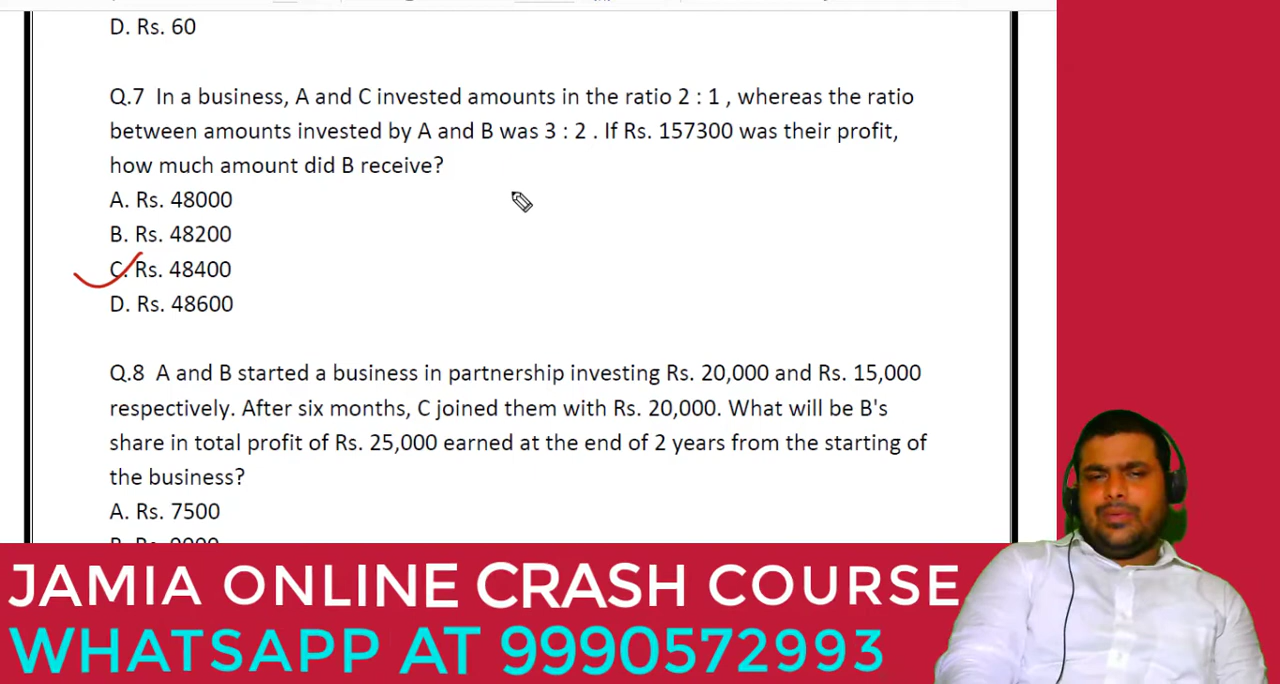 D. Rs. 60
Q.7 In a business, A and C invested amounts in the ratio 2 : 1 , whereas the ratio
between amounts invested by A and B was 3 : 2 . If Rs. 157300 was their profit,
how much amount did B receive?
A. Rs. 48000
B. Rs. 48200
C. Rs. 48400
D. Rs. 48600
Q.8 A and B started a business in partnership investing Rs. 20,000 and Rs. 15,000
respectively. After six months, C joined them with Rs. 20,000. What will be B's
share in total profit of Rs. 25,000 earned at the end of 2 years from the starting of
the business?
A. Rs. 7500
JAMIA ONLINE CRASH COURSE
WHATSAPP AT 9990572993